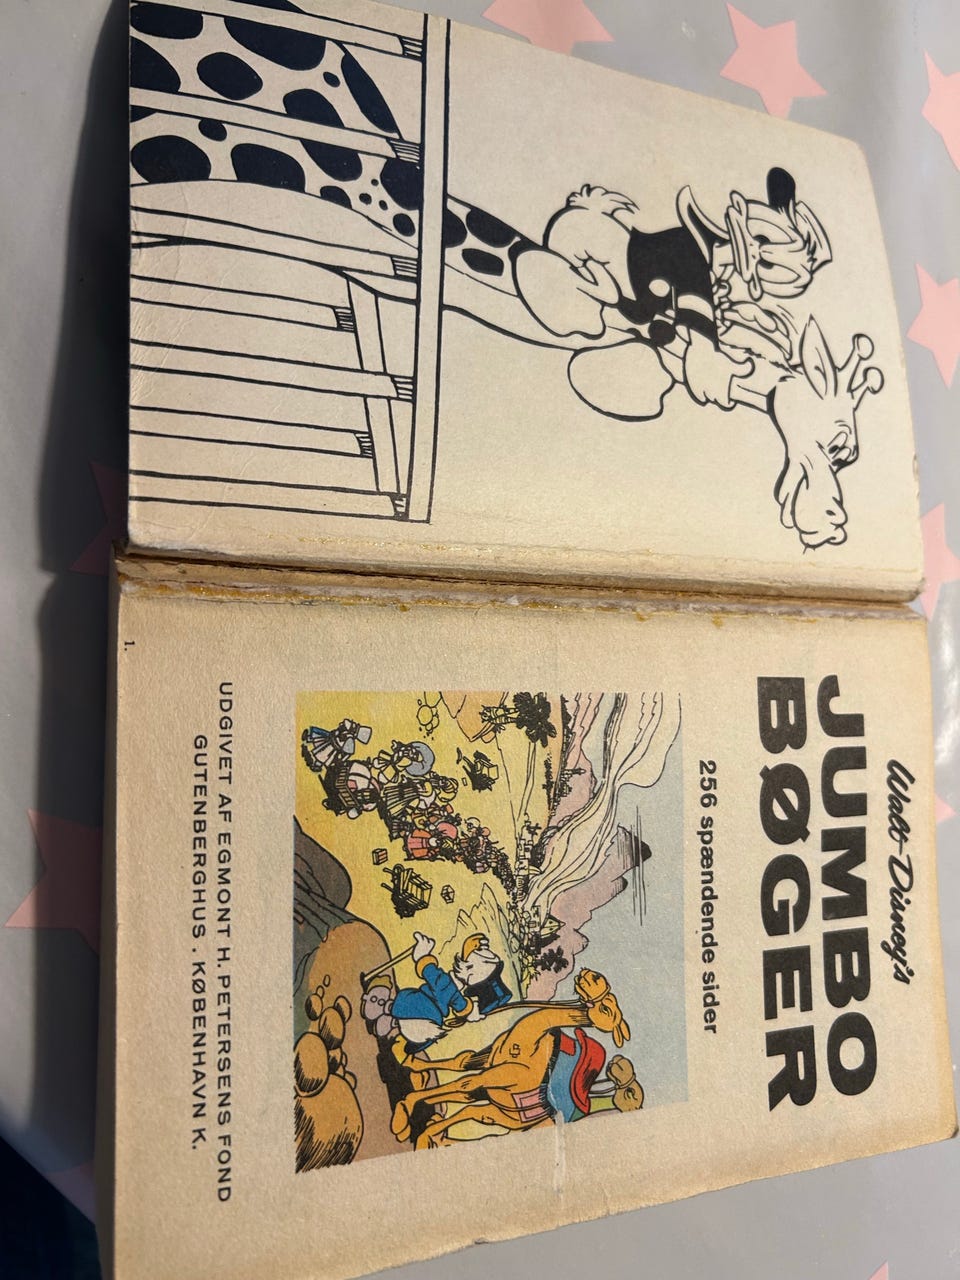 Walt Disney's
JUMBO
BØGER
256 spændende sider
UDGIVET AF EGMONT H. PETERSENS FOND
GUTENBERGHUS . KØBENHAVN K.
1.